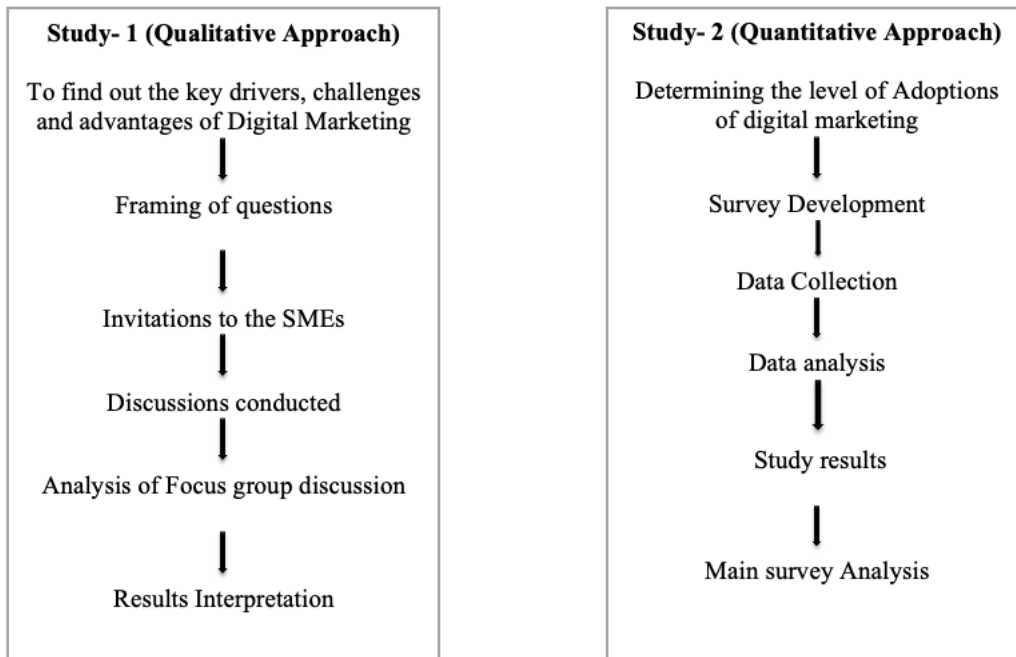 Study- 1 (Qualitative Approach)
To find out the key drivers, challenges
and advantages of Digital Marketing
Framing of questions
Invitations to the SMEs
Discussions conducted
Analysis of Focus group discussion
Results Interpretation
Study- 2 (Quantitative Approach)
Determining the level of Adoptions
of digital marketing
Survey Development
Data Collection
Data analysis
Study results
Main survey Analysis